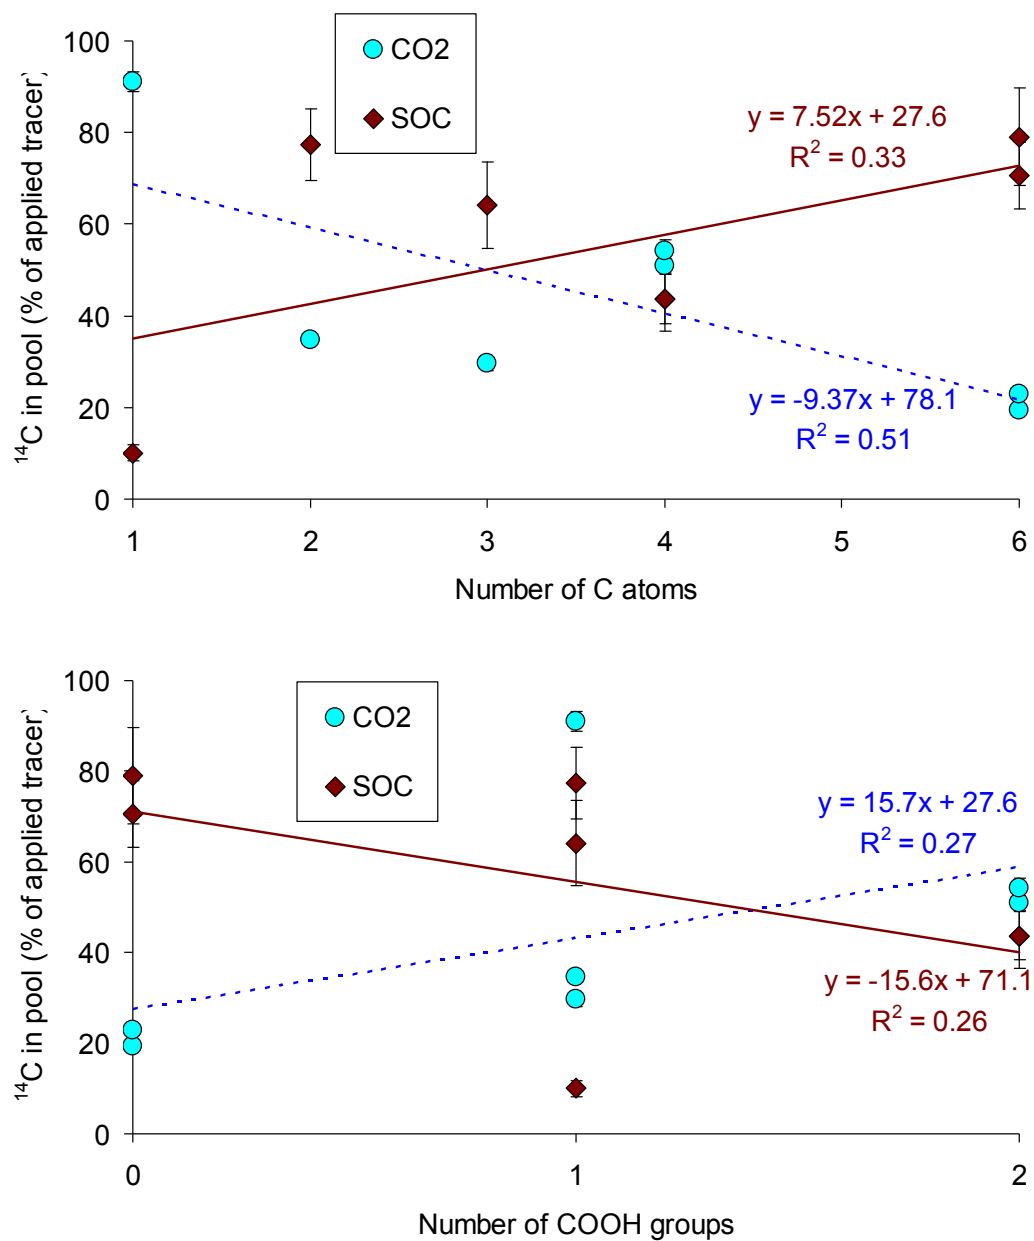 CO2
SOC
100
80
60
40
20
0
¹⁴C in pool (% of applied tracer)
y = 7.52x + 27.6
R² = 0.33
y = -9.37x + 78.1
R² = 0.51
1 2 3 4 5 6
Number of C atoms
CO2
SOC
100
80
60
40
20
0
¹⁴C in pool (% of applied tracer)
y = 15.7x + 27.6
R² = 0.27
y = -15.6x + 71.1
R² = 0.26
0 1 2
Number of COOH groups